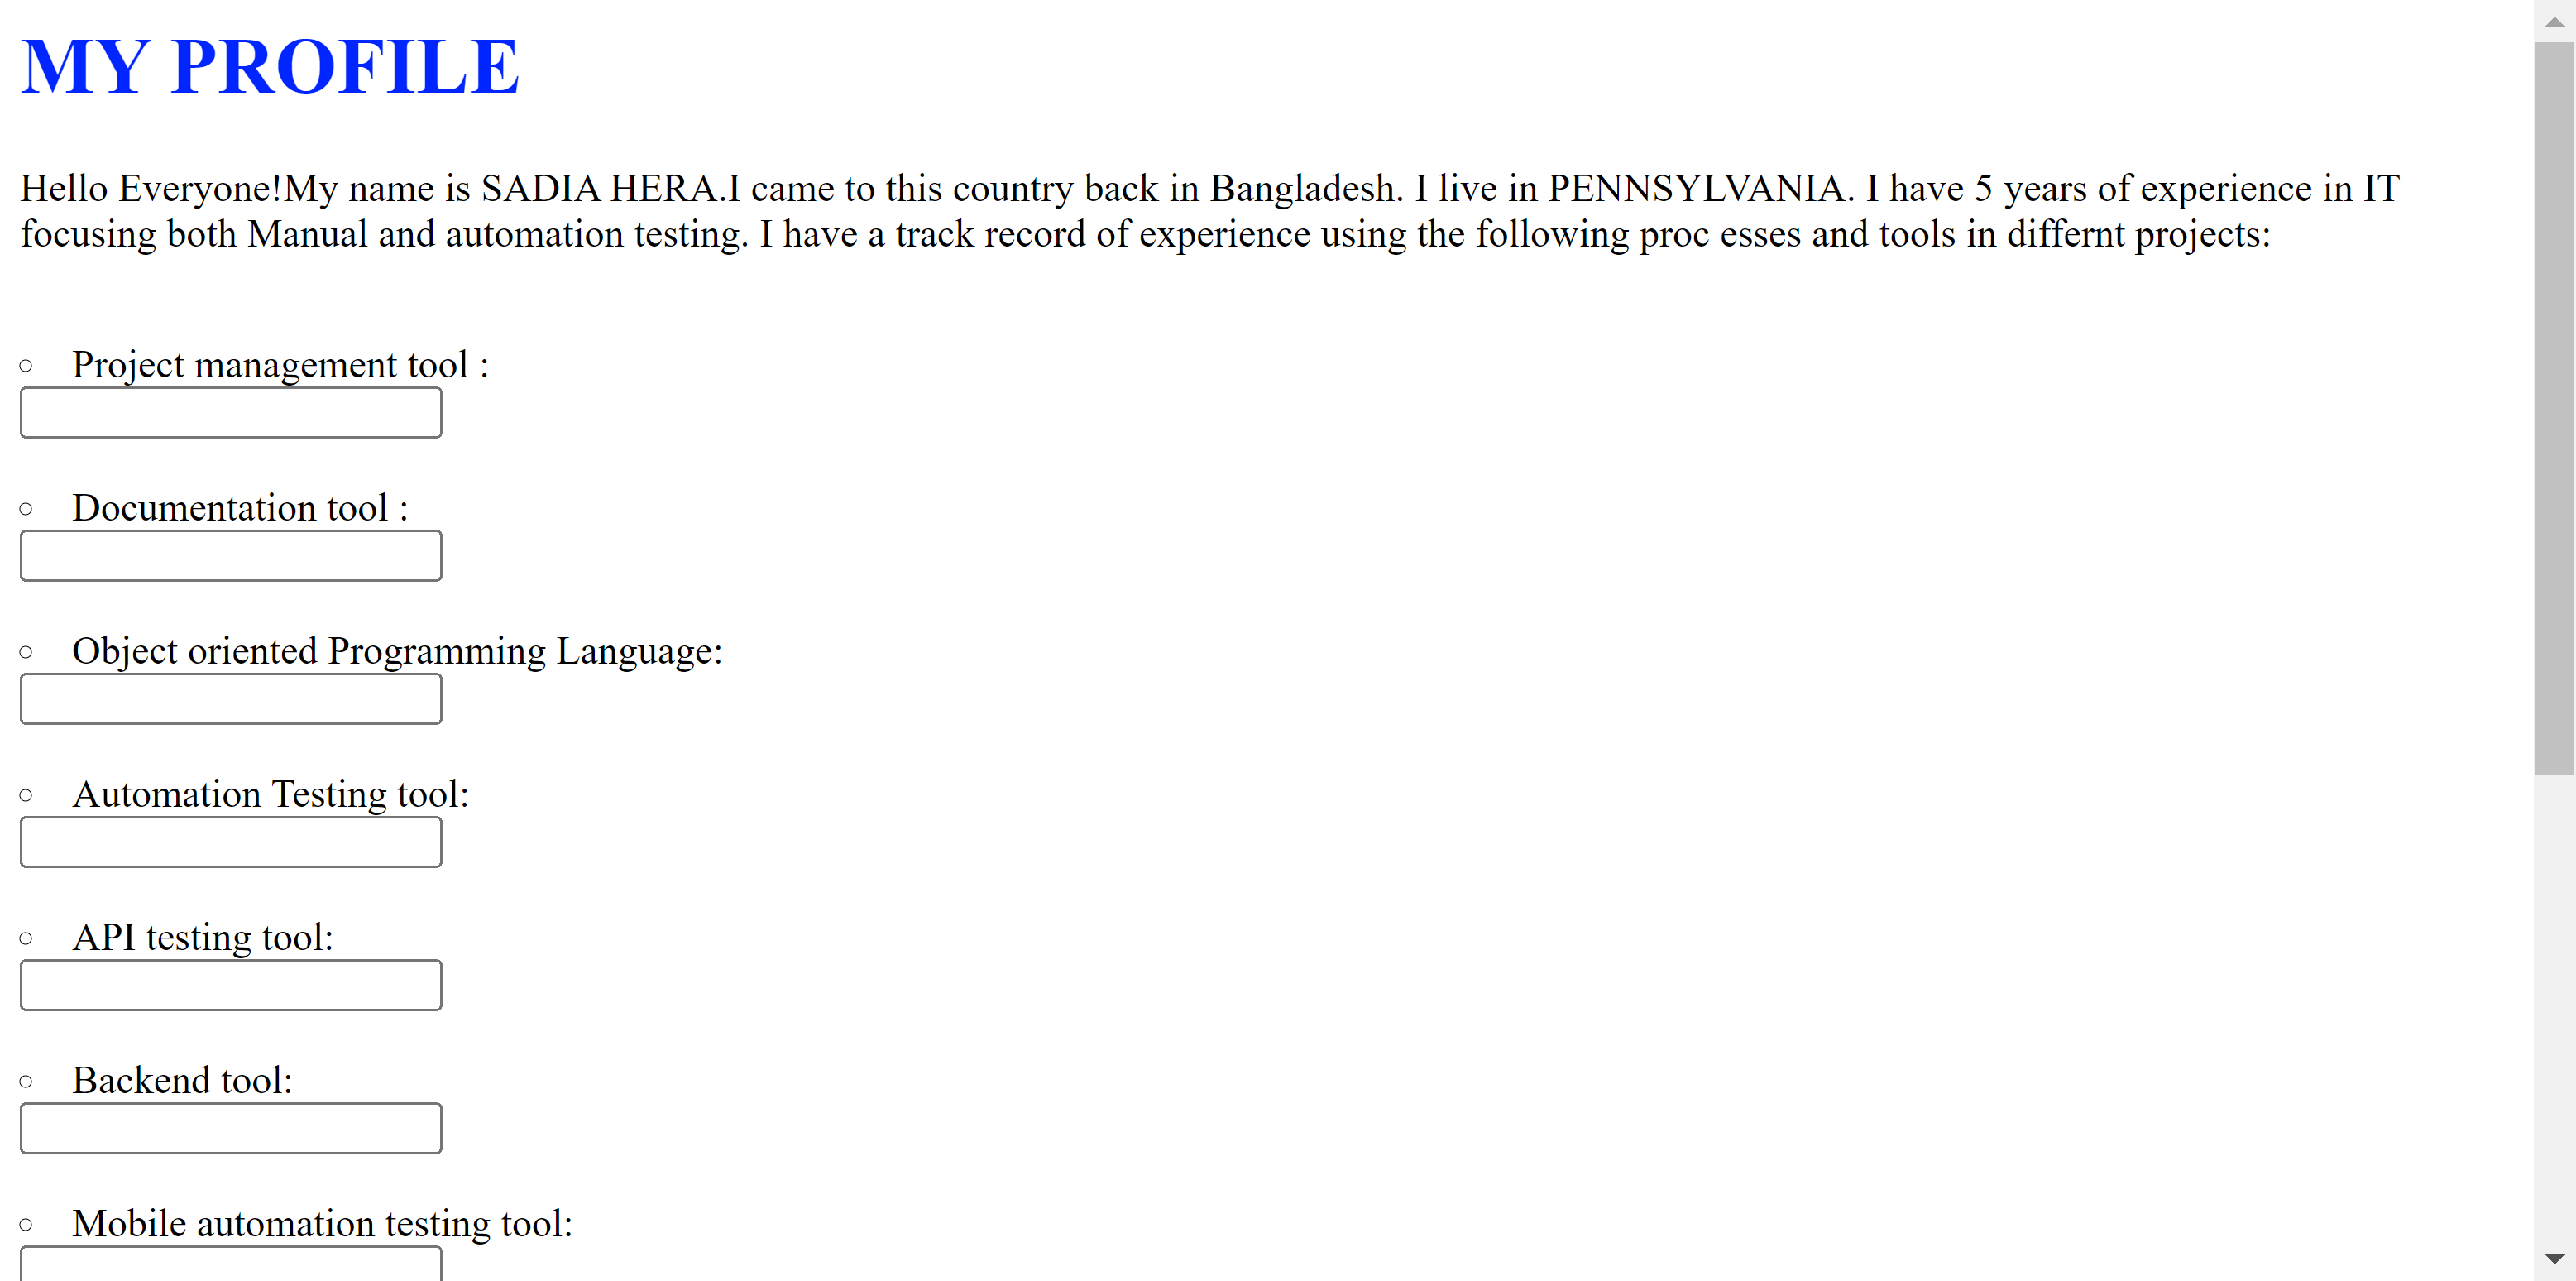 MY PROFILE
Hello Everyone!My name is SADIA HERA.I came to this country back in Bangladesh. I live in PENNSYLVANIA. I have 5 years of experience in IT
focusing both Manual and automation testing. I have a track record of experience using the following proc esses and tools in differnt projects:
Project management tool :
Documentation tool :
Object oriented Programming Language:
Automation Testing tool:
API testing tool:
Backend tool:
Mobile automation testing tool: